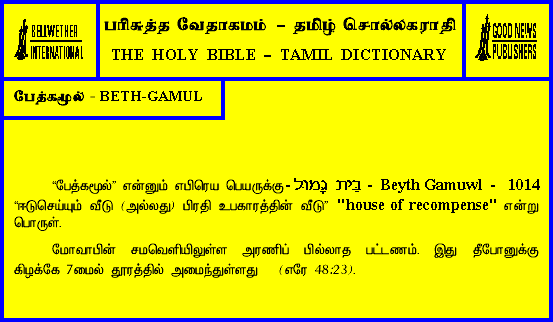 BELLWETHER
INTERNATIONAL
பரிசுத்த வேதாகமம் – தமிழ் சொல்லகராதி
THE HOLY BIBLE – TAMIL DICTIONARY
GOOD NEWS
PUBLISHERS
பேத்கமூல் - BETH-GAMUL
“பேத்கமூல்” என்னும் எபிரெய பெயருக்கு - בֵּית גָּמוּל - Beyth Gamuwl - 1014
“ஈடுசெய்யும் வீடு (அல்லது) பிரதி உபகாரத்தின் வீடு” "house of recompense" என்று
பொருள்.
மோவாபின் சமவெளியிலுள்ள அரணிப் பில்லாத பட்டணம். இது தீபோனுக்கு
கிழக்கே 7மைல் தூரத்தில் அமைந்துள்ளது (எரே 48:23).